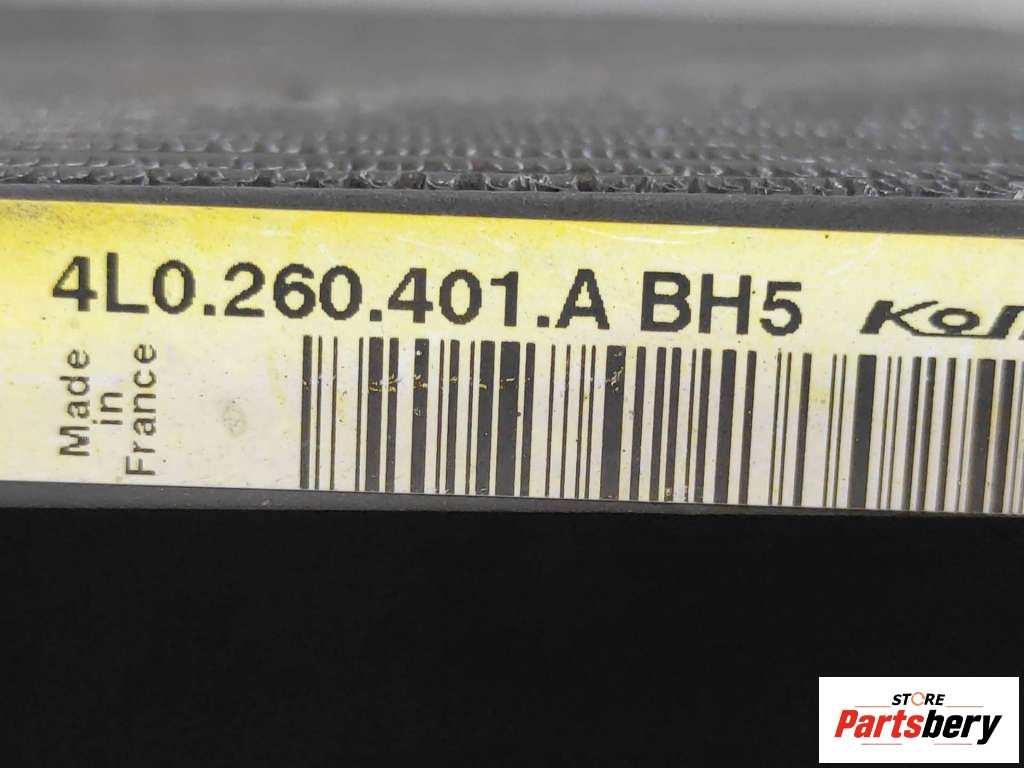 4L0.260.401.A BH5
Made
in
France
STORE
Partsbery